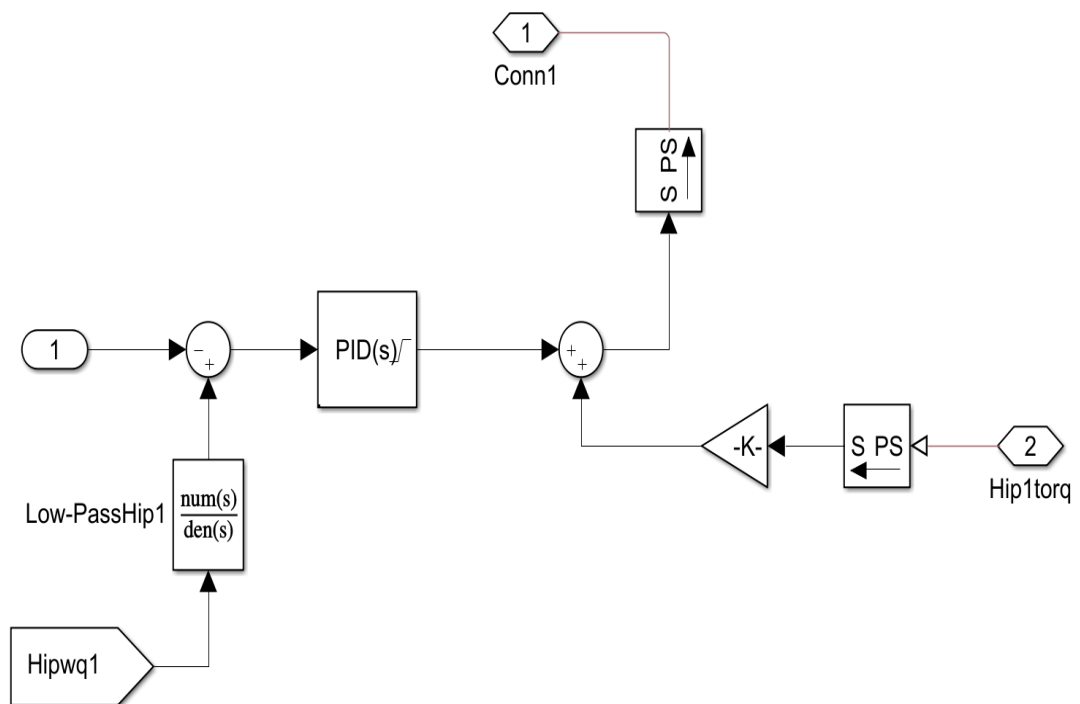 1
Conn1
S PS
1
−
+
PID(s)
+
+
-K-
S PS
2
Hip1torq
Low-PassHip1
num(s)
den(s)
Hipwq1